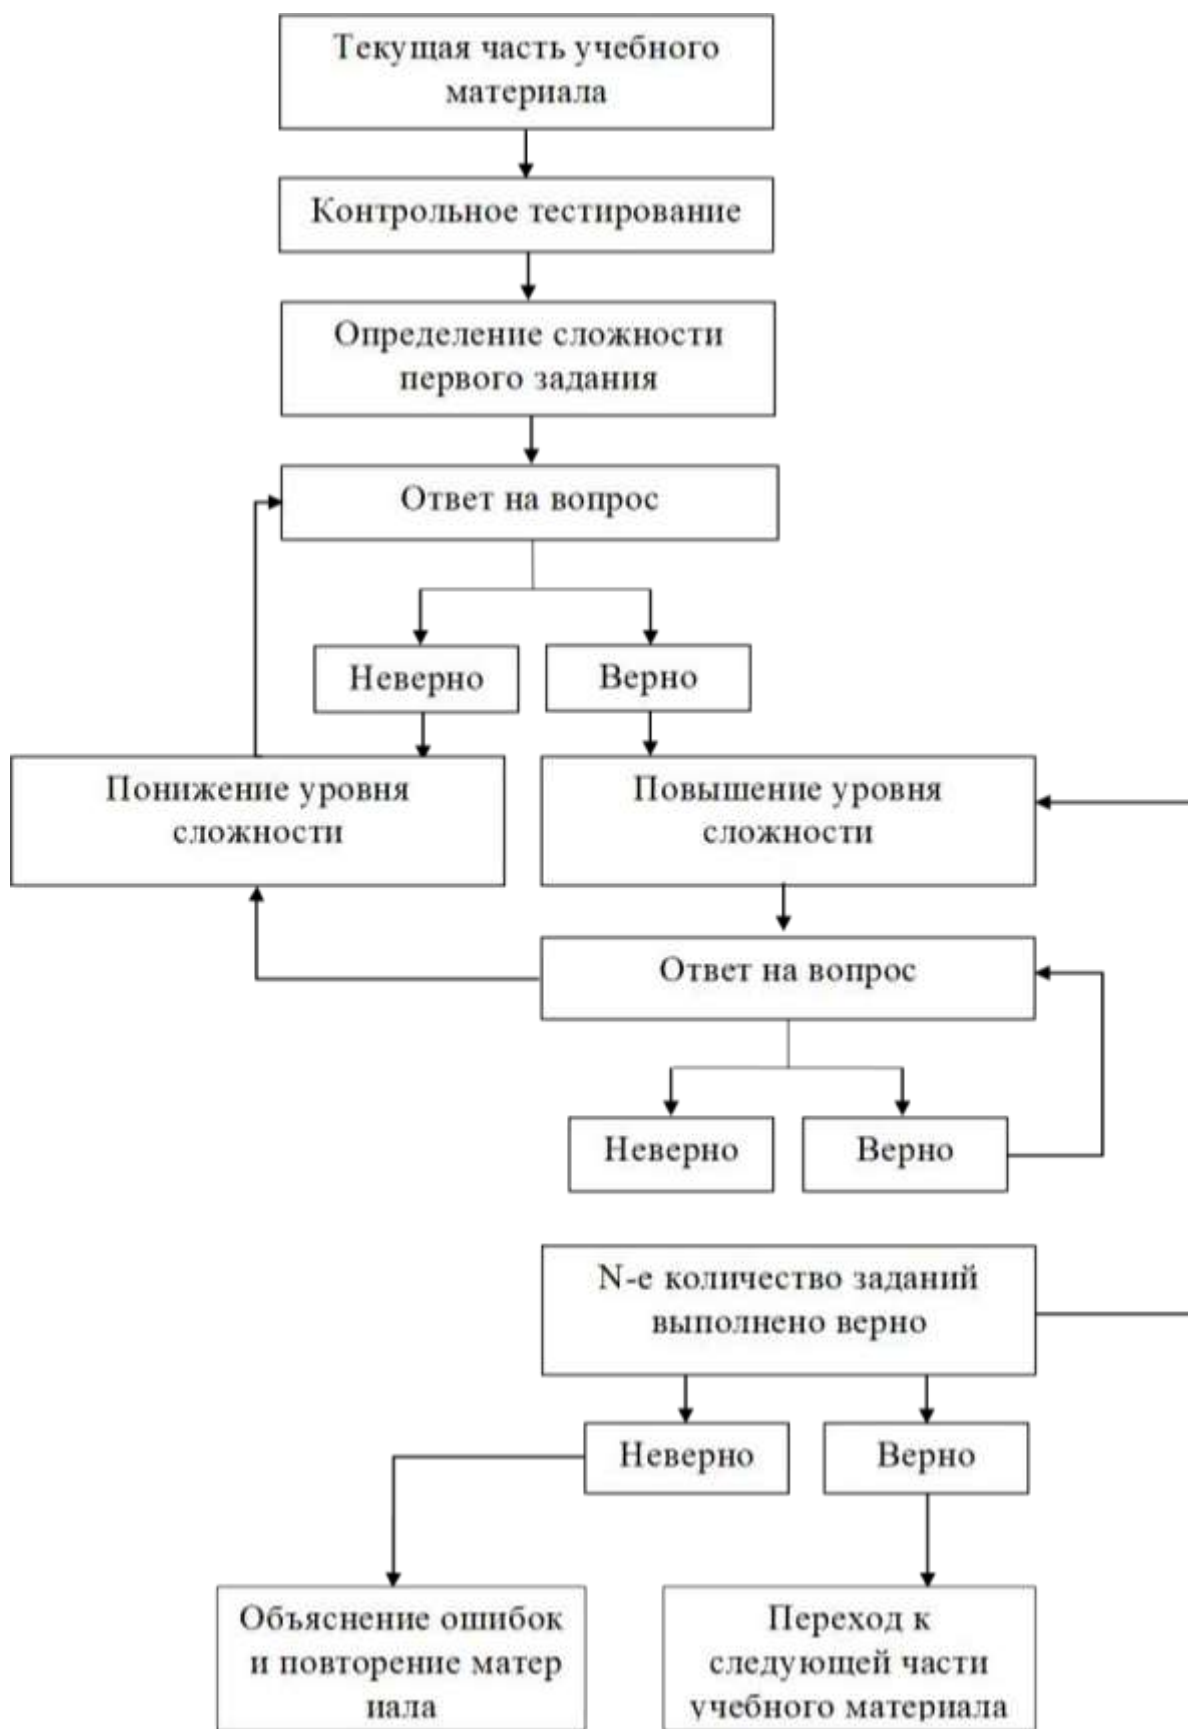 Текущая часть учебного
материала
Контрольное тестирование
Определение сложности
первого задания
Ответ на вопрос
Неверно
Верно
Понижение уровня
сложности
Повышение уровня
сложности
Ответ на вопрос
Неверно
Верно
N-е количество заданий
выполнено верно
Неверно
Верно
Объяснение ошибок
и повторение матер
иала
Переход к
следующей части
учебного материала